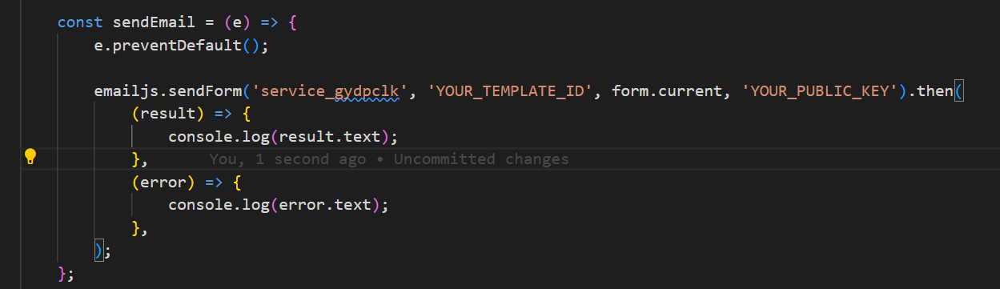 const sendEmail = (e) => {
e.preventDefault();
emailjs.sendForm('service_gydpclk', 'YOUR_TEMPLATE_ID', form.current, 'YOUR_PUBLIC_KEY').then(
(result) => {
console.log(result.text);
}, You, 1 second ago • Uncommitted changes
(error) => {
console.log(error.text);
},
);
};